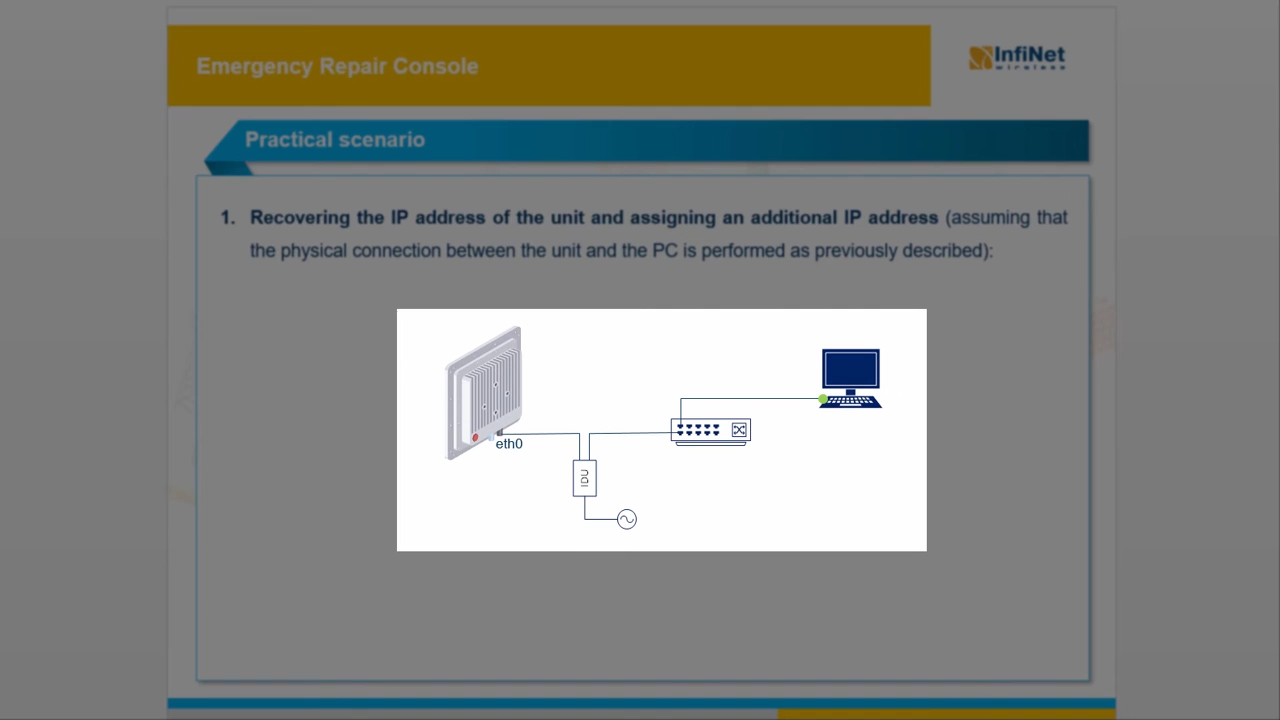 Emergency Repair Console
InfiNet
wireless
Practical scenario
1. Recovering the IP address of the unit and assigning an additional IP address (assuming that
the physical connection between the unit and the PC is performed as previously described):
eth0
IDU